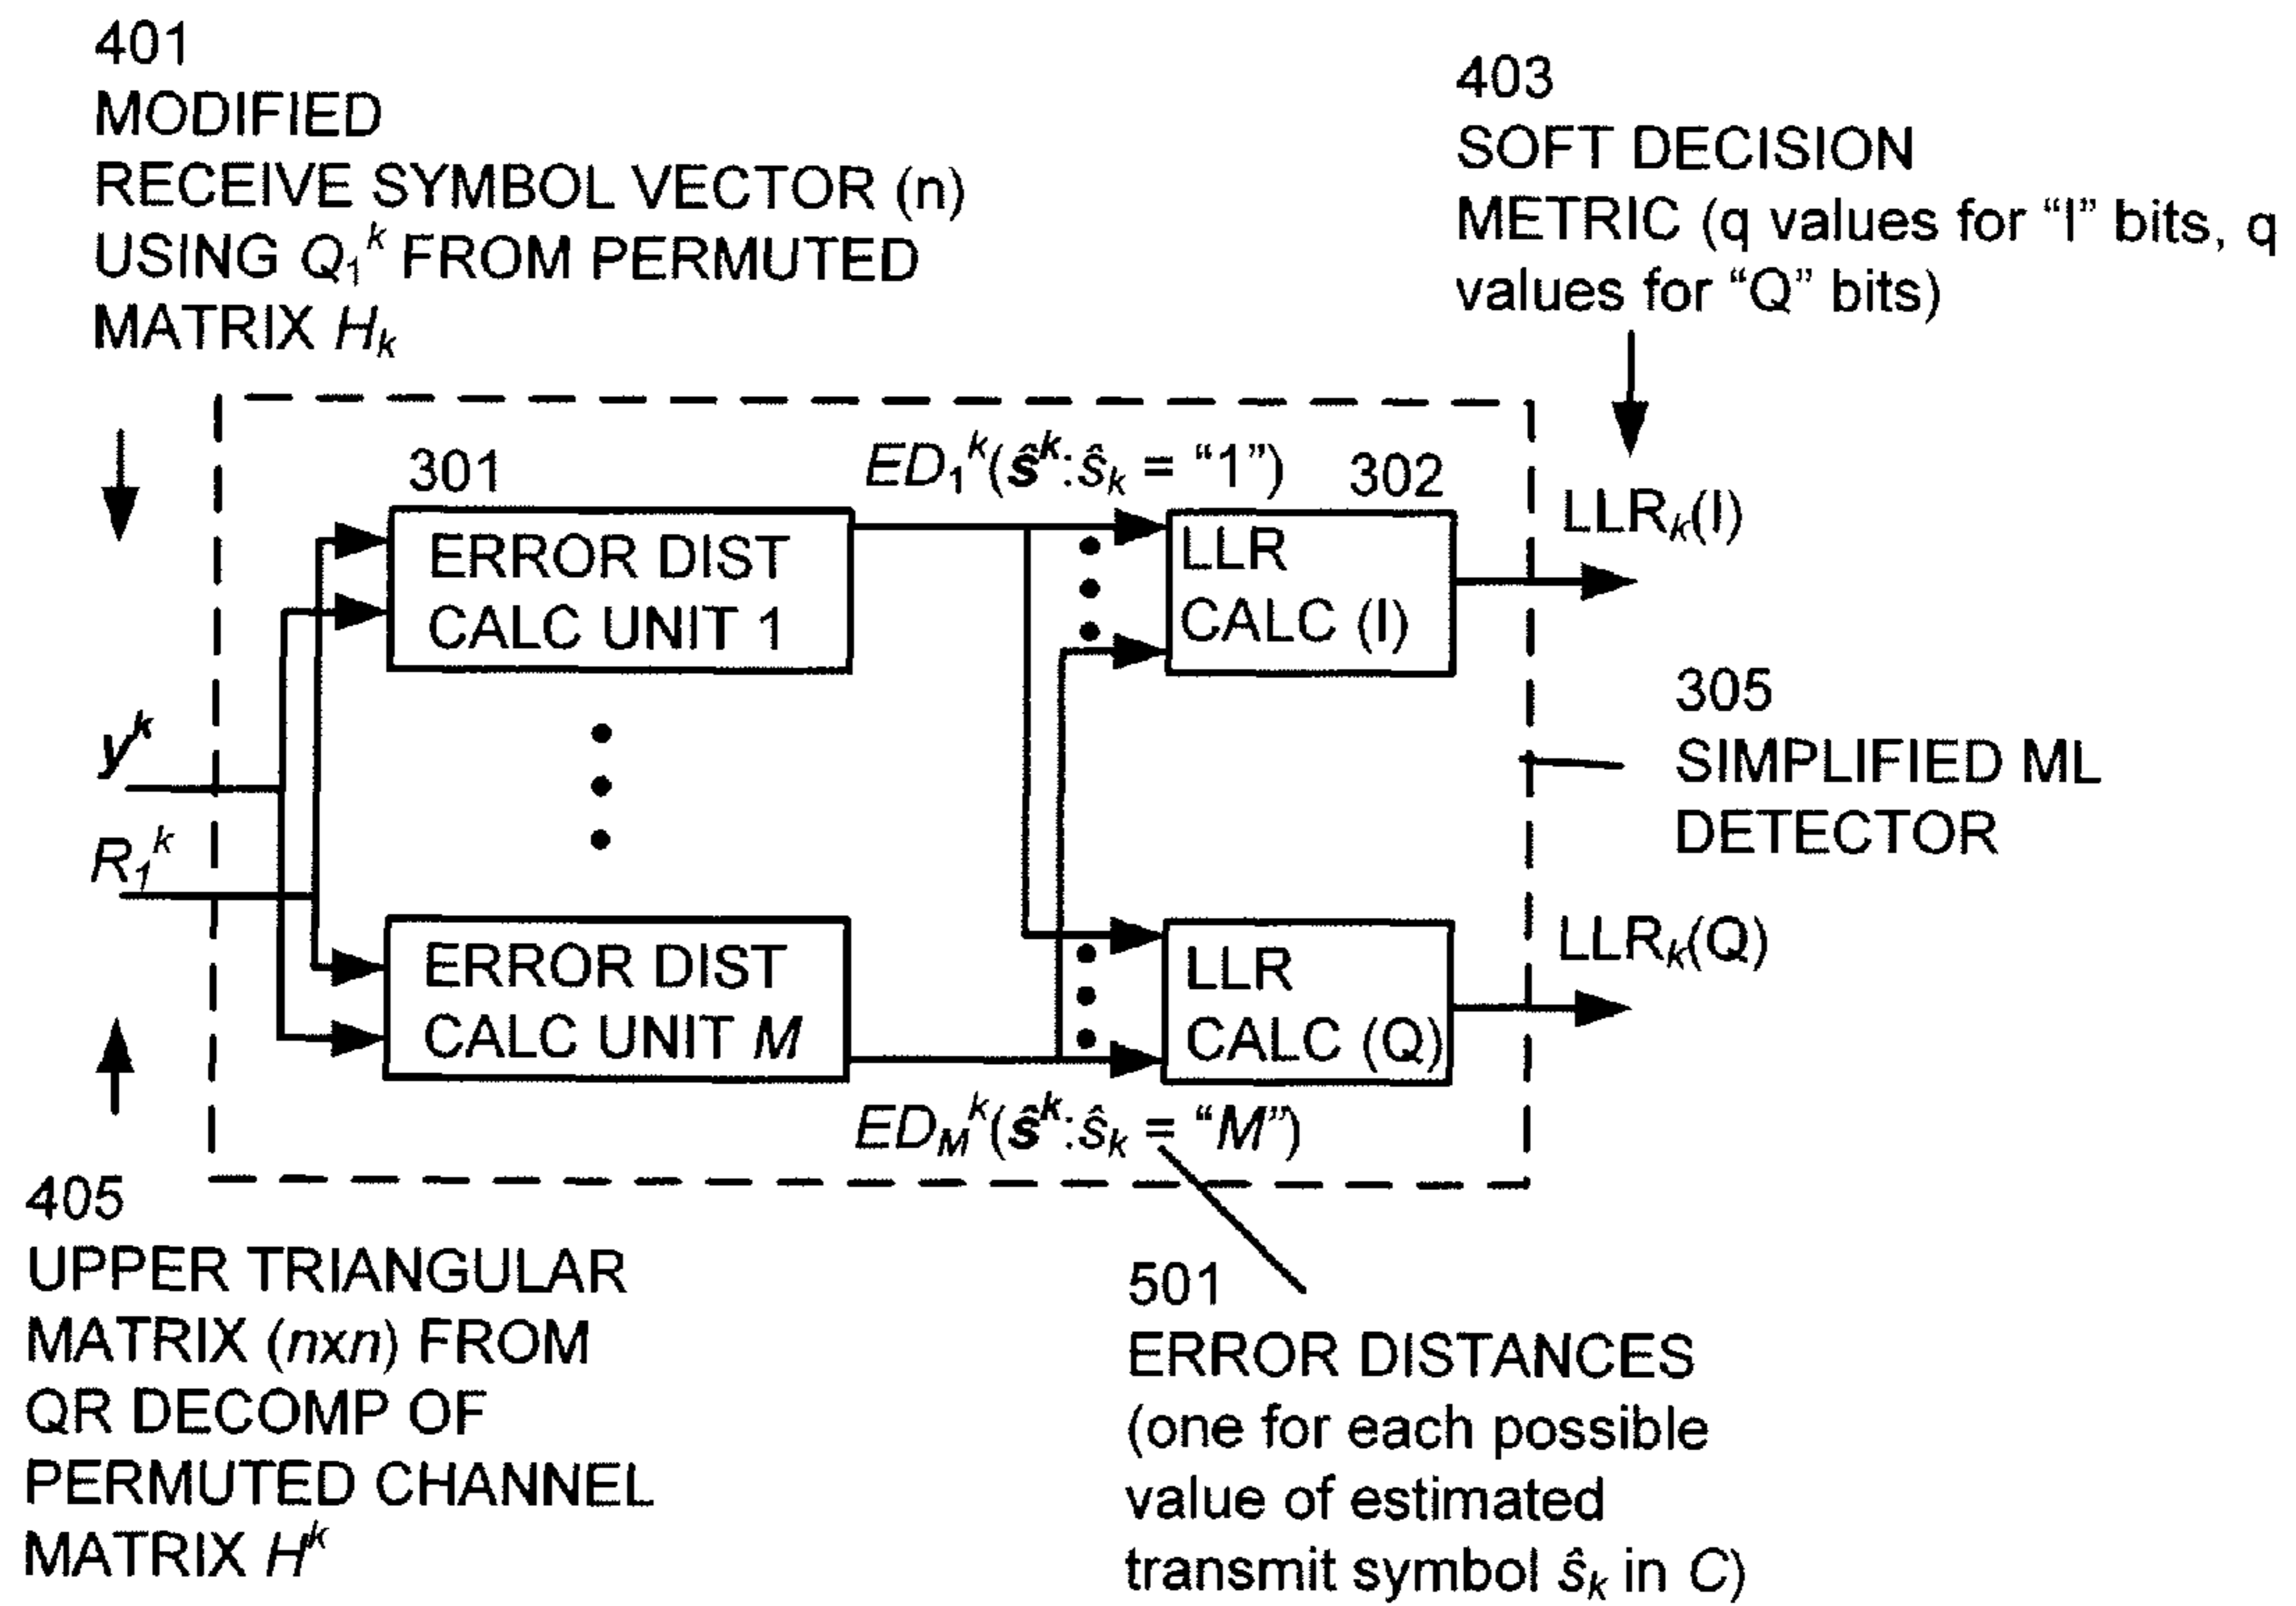 401
MODIFIED
RECEIVE SYMBOL VECTOR (n)
USING Q₁ᵏ FROM PERMUTED
MATRIX Hₖ
403
SOFT DECISION
METRIC (q values for “I” bits, q
values for “Q” bits)
301
ED₁ᵏ(ŝᵏ:ŝₖ = “1”)
302
LLRₖ(I)
ERROR DIST
CALC UNIT 1
LLR
CALC (I)
305
SIMPLIFIED ML
DETECTOR
yᵏ
R₁ᵏ
ERROR DIST
CALC UNIT M
LLR
CALC (Q)
LLRₖ(Q)
ED_Mᵏ(ŝᵏ:ŝₖ = “M”)
405
UPPER TRIANGULAR
MATRIX (nxn) FROM
QR DECOMP OF
PERMUTED CHANNEL
MATRIX Hᵏ
501
ERROR DISTANCES
(one for each possible
value of estimated
transmit symbol ŝₖ in C)